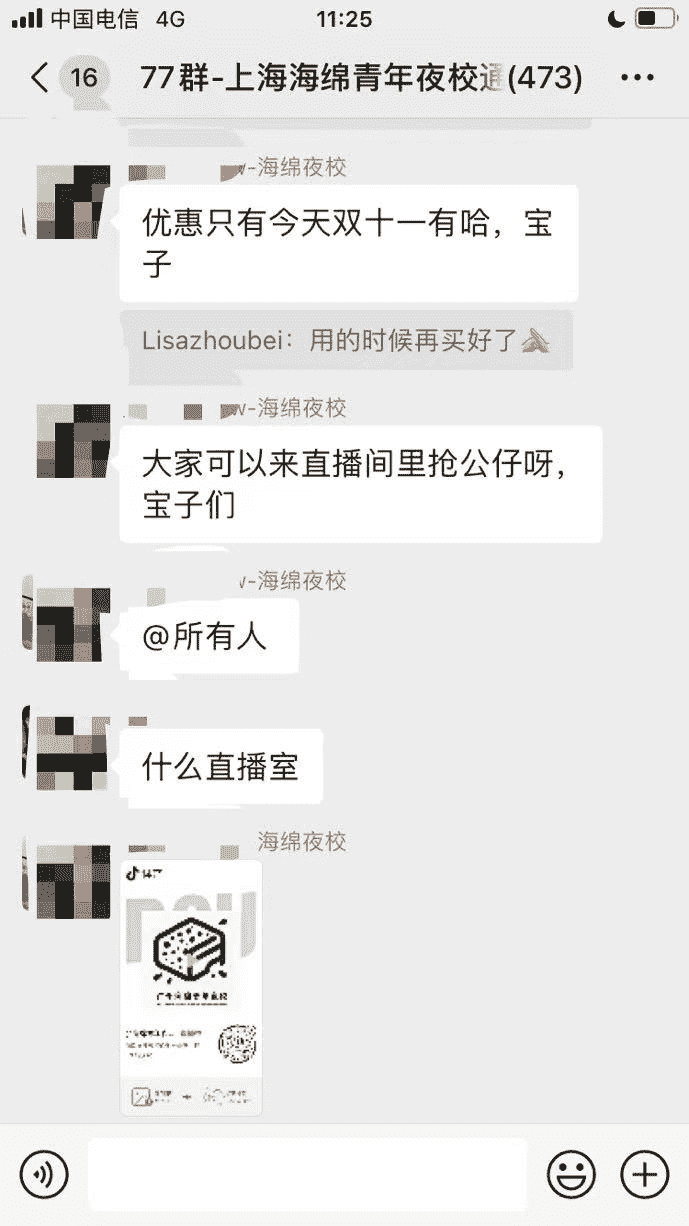 中国电信 4G 11:25
16 77群-上海海绵青年夜校通(473)
-海绵夜校
优惠只有今天双十一有哈，宝
子
Lisazhoubei：用的时候再买好了
w-海绵夜校
大家可以来直播间里抢公仔呀，
宝子们
-海绵夜校
@所有人
什么直播室
海绵夜校